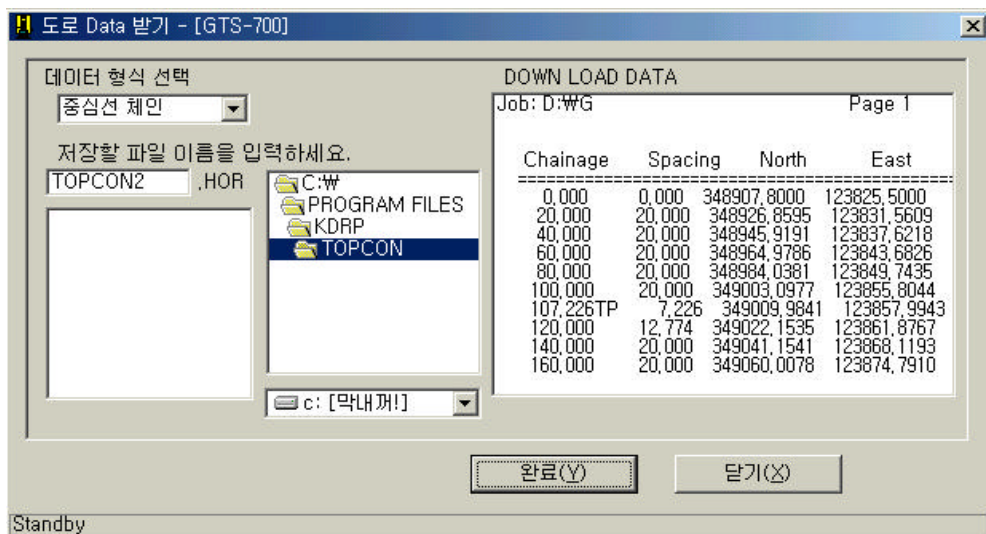 도로 Data 받기 - [GTS-700]
데이터 형식 선택
중심선 체인
저장할 파일 이름을 입력하세요.
TOPCON2 .HOR
C:₩
PROGRAM FILES
KDRP
TOPCON
c: [막내꺼!]
DOWN LOAD DATA
Job: D:₩G Page 1
Chainage Spacing North East
==================================================
0,000 0,000 348907,8000 123825,5000
20,000 20,000 348926,8595 123831,5609
40,000 20,000 348945,9191 123837,6218
60,000 20,000 348964,9786 123843,6826
80,000 20,000 348984,0381 123849,7435
100,000 20,000 349003,0977 123855,8044
107,226TP 7,226 349009,9841 123857,9943
120,000 12,774 349022,1535 123861,8767
140,000 20,000 349041,1541 123868,1193
160,000 20,000 349060,0078 123874,7910
완료(Y) 닫기(X)
Standby